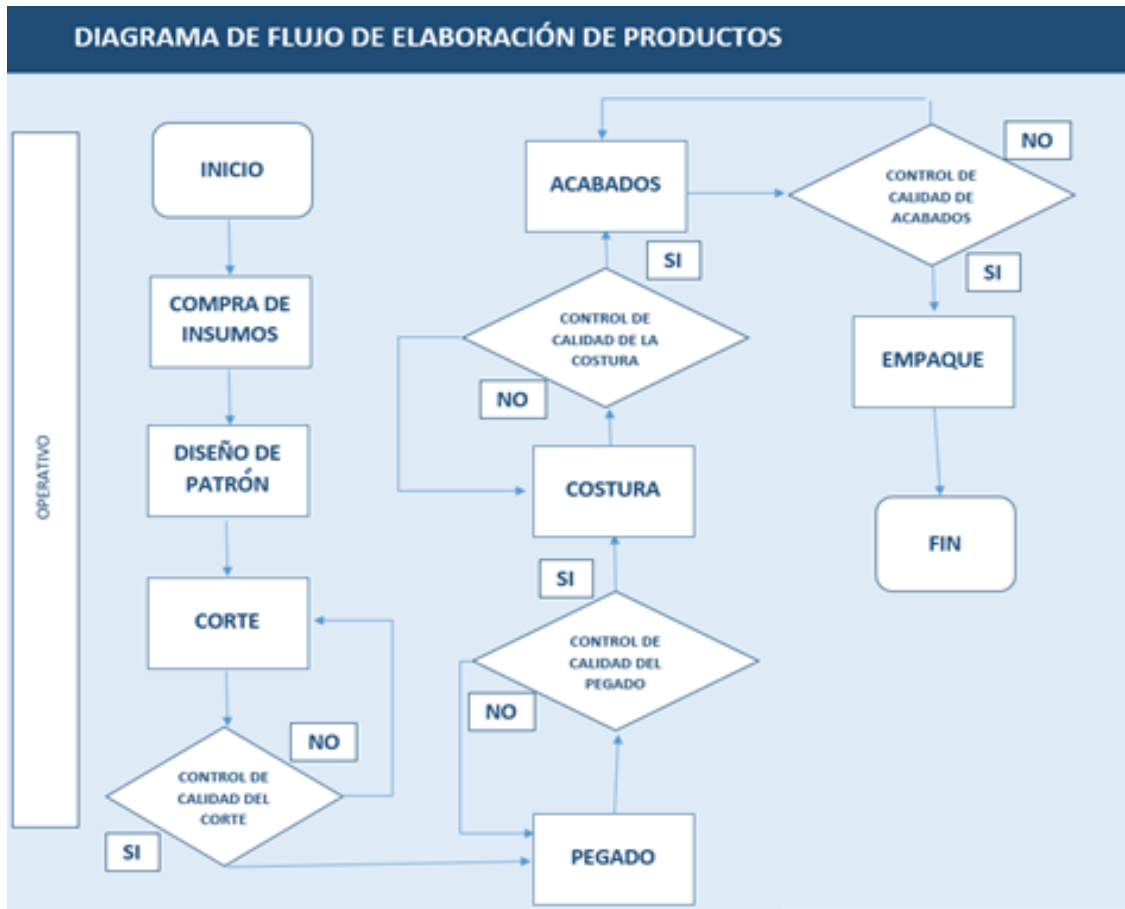 DIAGRAMA DE FLUJO DE ELABORACIÓN DE PRODUCTOS
OPERATIVO
INICIO
COMPRA DE
INSUMOS
DISEÑO DE
PATRÓN
CORTE
NO
CONTROL DE
CALIDAD DEL
CORTE
SI
PEGADO
CONTROL DE
CALIDAD DEL
PEGADO
NO
SI
COSTURA
CONTROL DE
CALIDAD DE LA
COSTURA
NO
SI
ACABADOS
CONTROL DE
CALIDAD DE
ACABADOS
NO
SI
EMPAQUE
FIN